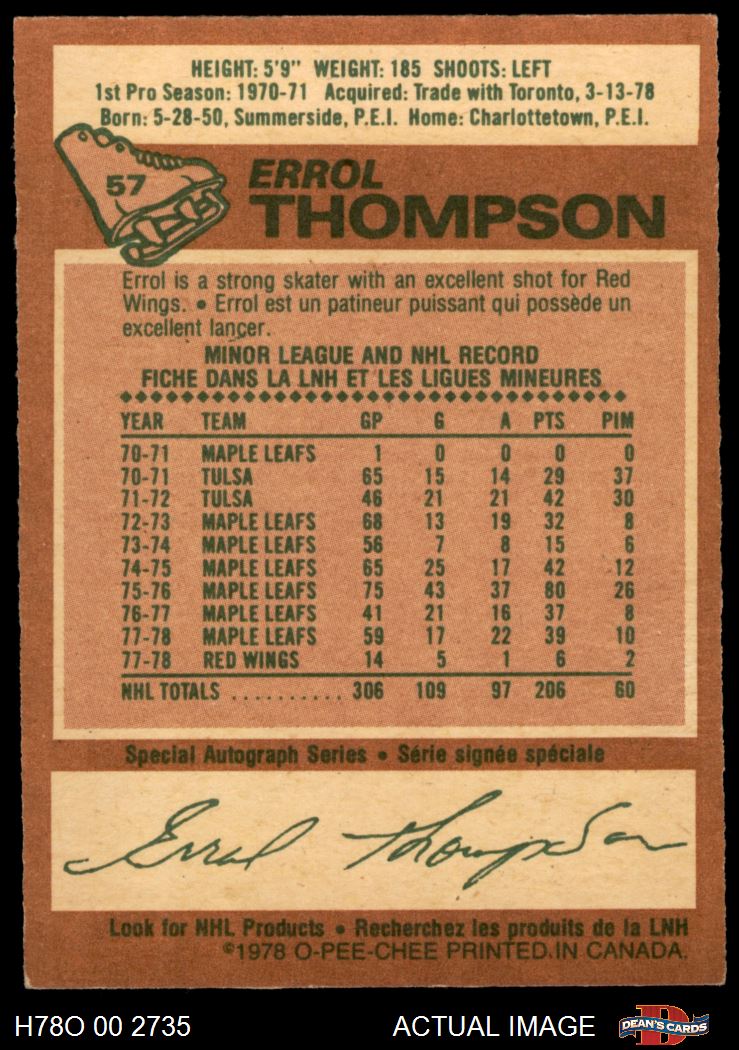 HEIGHT: 5'9" WEIGHT: 185 SHOOTS: LEFT
1st Pro Season: 1970-71 Acquired: Trade with Toronto, 3-13-78
Born: 5-28-50, Summerside, P.E.I. Home: Charlottetown, P.E.I.
57
ERROL
THOMPSON
Errol is a strong skater with an excellent shot for Red
Wings. • Errol est un patineur puissant qui possède un
excellent lançer.
MINOR LEAGUE AND NHL RECORD
FICHE DANS LA LNH ET LES LIGUES MINEURES
YEAR TEAM GP G A PTS PIM
70-71 MAPLE LEAFS 1 0 0 0 0
70-71 TULSA 65 15 14 29 37
71-72 TULSA 46 21 21 42 30
72-73 MAPLE LEAFS 68 13 19 32 8
73-74 MAPLE LEAFS 56 7 8 15 6
74-75 MAPLE LEAFS 65 25 17 42 12
75-76 MAPLE LEAFS 75 43 37 80 26
76-77 MAPLE LEAFS 41 21 16 37 8
77-78 MAPLE LEAFS 59 17 22 39 10
77-78 RED WINGS 14 5 1 6 2
NHL TOTALS .......... 306 109 97 206 60
Special Autograph Series • Série signée spéciale
Errol Thompson
Look for NHL Products • Recherchez les produits de la LNH
©1978 O-PEE-CHEE PRINTED IN CANADA.
H78O 00 2735 ACTUAL IMAGE D DEAN'S CARDS